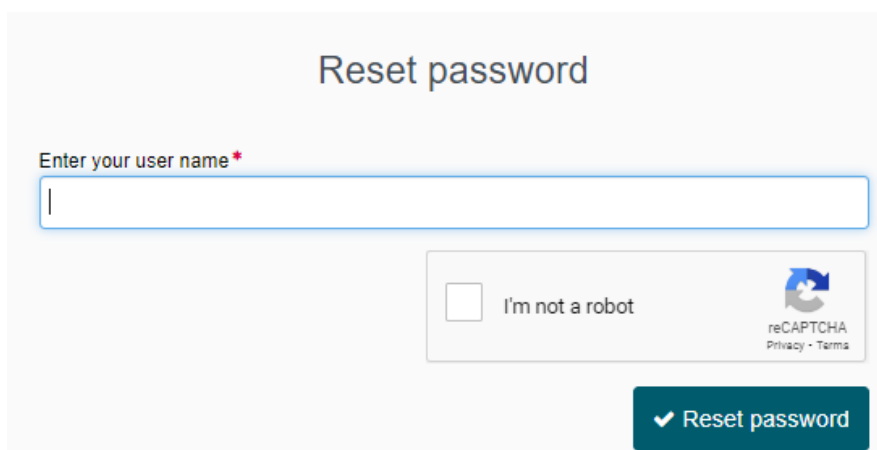 Reset password
Enter your user name*
I'm not a robot
reCAPTCHA
Privacy - Terms
Reset password